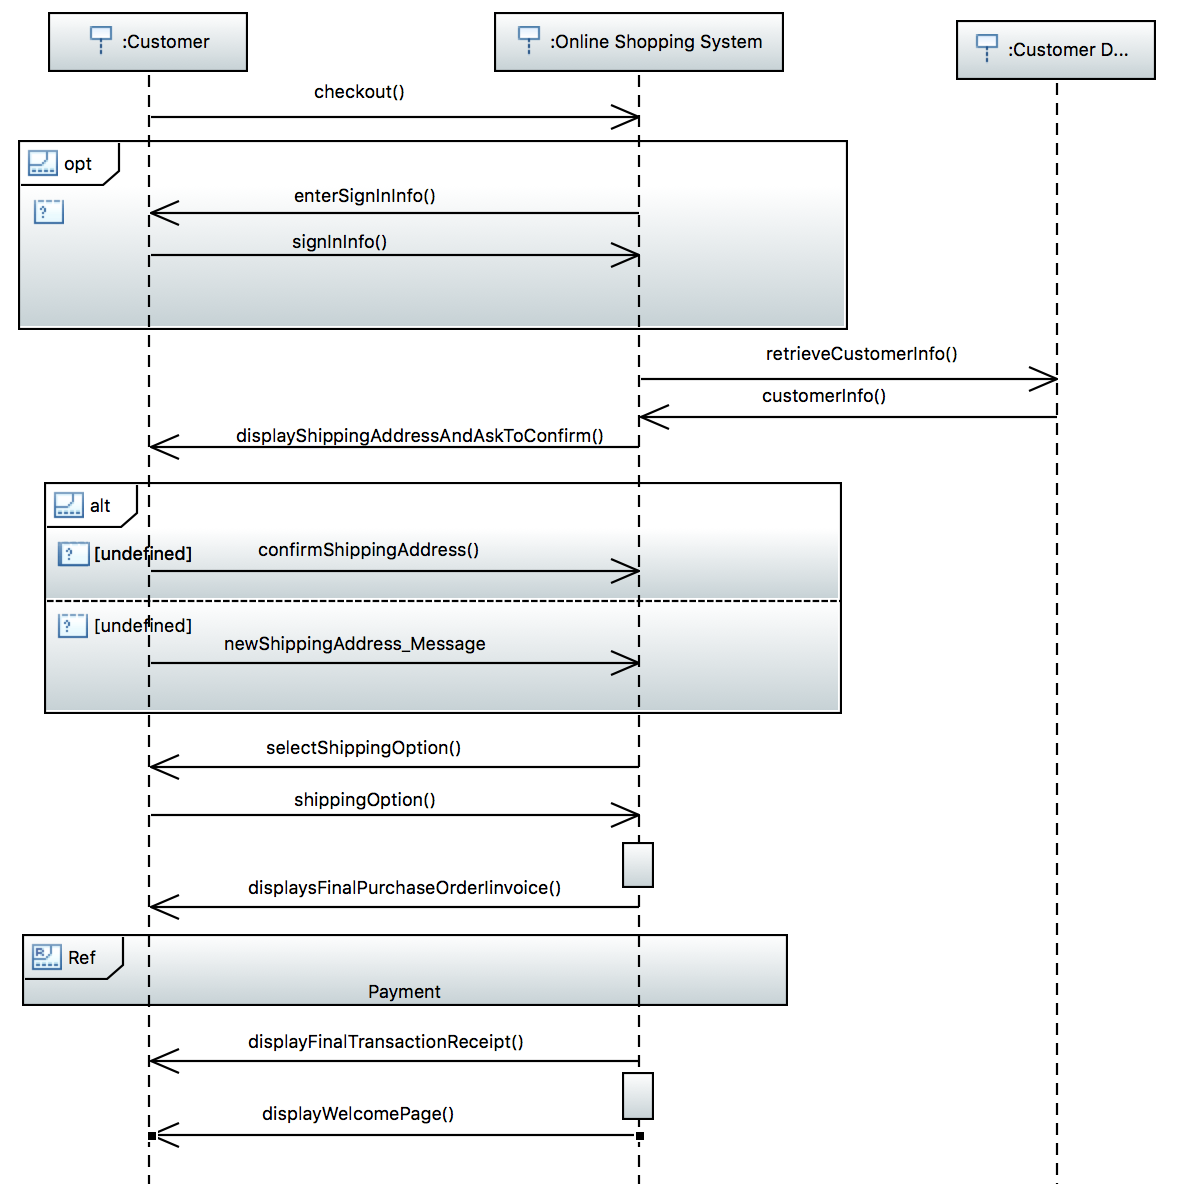 :Customer
:Online Shopping System
:Customer D...
checkout()
opt
enterSignInInfo()
?
signInInfo()
retrieveCustomerInfo()
customerInfo()
displayShippingAddressAndAskToConfirm()
alt
? [undefined]
confirmShippingAddress()
? [undefined]
newShippingAddress_Message
selectShippingOption()
shippingOption()
displaysFinalPurchaseOrderIinvoice()
R Ref
Payment
displayFinalTransactionReceipt()
displayWelcomePage()